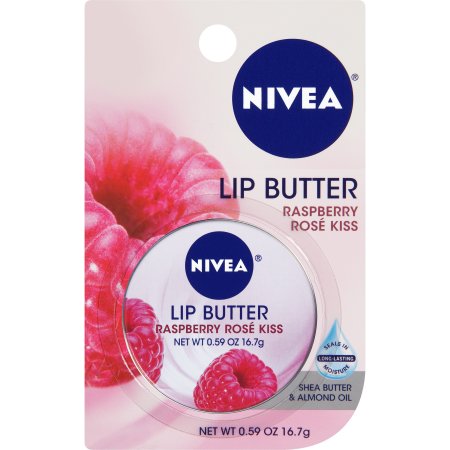 NIVEA®
LIP BUTTER
RASPBERRY
ROSÉ KISS
NIVEA®
LIP BUTTER
RASPBERRY ROSÉ KISS
NET WT 0.59 OZ 16.7g
SEALS IN
LONG-LASTING
MOISTURE
SHEA BUTTER
& ALMOND OIL
NET WT 0.59 OZ 16.7g